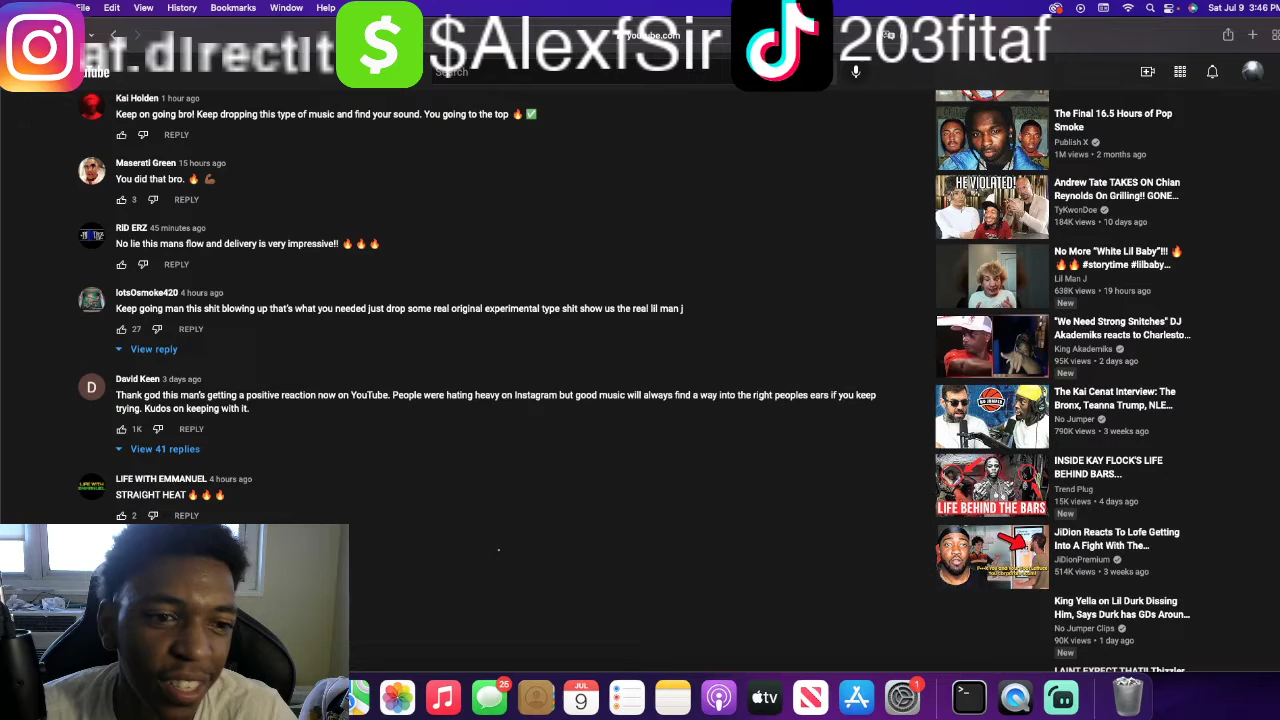 File Edit View History Bookmarks Window Help
Sat Jul 9 3:46 PM
$AlexfSir
203fitaf
youtube.com
Search
Kai Holden 1 hour ago
Keep on going bro! Keep dropping this type of music and find your sound. You going to the top 🔥 ✅
REPLY
Maserati Green 15 hours ago
You did that bro. 🔥 💪🏾
3 REPLY
RID ERZ 45 minutes ago
No lie this mans flow and delivery is very impressive!! 🔥🔥🔥
REPLY
lotsOsmoke420 4 hours ago
Keep going man this shit blowing up that's what you needed just drop some real original experimental type shit show us the real lil man j
27 REPLY
View reply
D
David Keen 3 days ago
Thank god this man's getting a positive reaction now on YouTube. People were hating heavy on Instagram but good music will always find a way into the right peoples ears if you keep
trying. Kudos on keeping with it.
1K REPLY
View 41 replies
LIFE WITH EMMANUEL 4 hours ago
STRAIGHT HEAT🔥🔥🔥
2 REPLY
The Final 16.5 Hours of Pop
Smoke
Publish X
1M views • 2 months ago
HE VIOLATED!
Andrew Tate TAKES ON Chian
Reynolds On Grilling!! GONE...
TyKwonDoe
184K views • 10 days ago
No More "White Lil Baby"!!! 🔥
🔥🔥 #storytime #lilbaby...
Lil Man J
638K views • 19 hours ago
New
"We Need Strong Snitches" DJ
Akademiks reacts to Charlesto...
King Akademiks
95K views • 2 days ago
New
NO JUMPER
The Kai Cenat Interview: The
Bronx, Teanna Trump, NLE...
No Jumper
790K views • 3 weeks ago
LIFE BEHIND THE BARS
INSIDE KAY FLOCK'S LIFE
BEHIND BARS...
Trend Plug
15K views • 4 days ago
New
JiDion Reacts To Lofe Getting
Into A Fight With The...
JiDionPremium
514K views • 3 weeks ago
King Yella on Lil Durk Dissing
Him, Says Durk has GDs Aroun...
No Jumper Clips
90K views • 1 day ago
New
25
JUL
9
tv
1